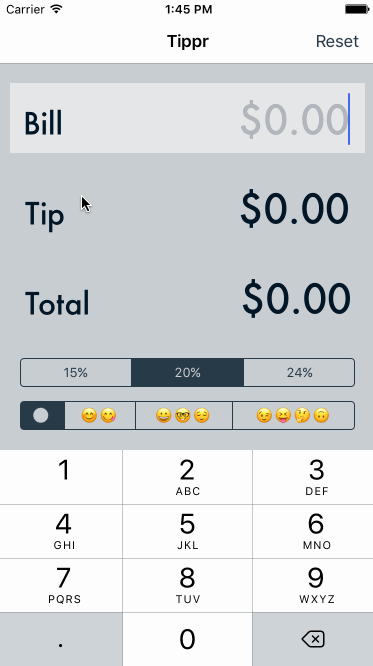 Carrier 1:45 PM
Tippr Reset
Bill $0.00
Tip $0.00
Total $0.00
15% 20% 24%
1 2 3
ABC DEF
4 5 6
GHI JKL MNO
7 8 9
PQRS TUV WXYZ
. 0